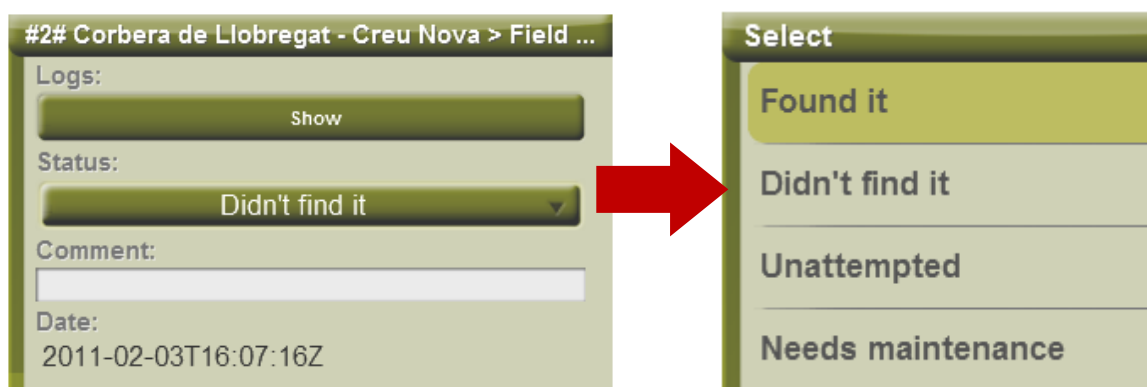 #2# Corbera de Llobregat - Creu Nova > Field ...
Logs:
Show
Status:
Didn't find it
Comment:
Date:
2011-02-03T16:07:16Z
Select
Found it
Didn't find it
Unattempted
Needs maintenance